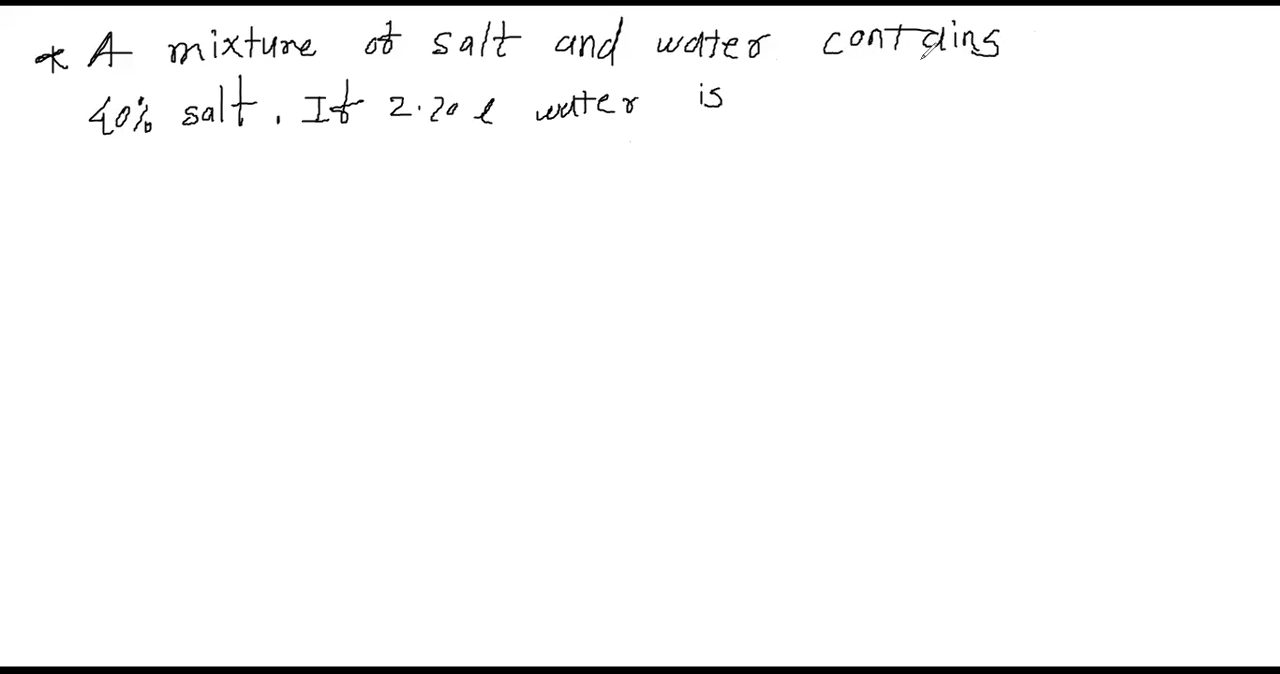 * A mixture of salt and water contains
40% salt. If 2.20 l water is